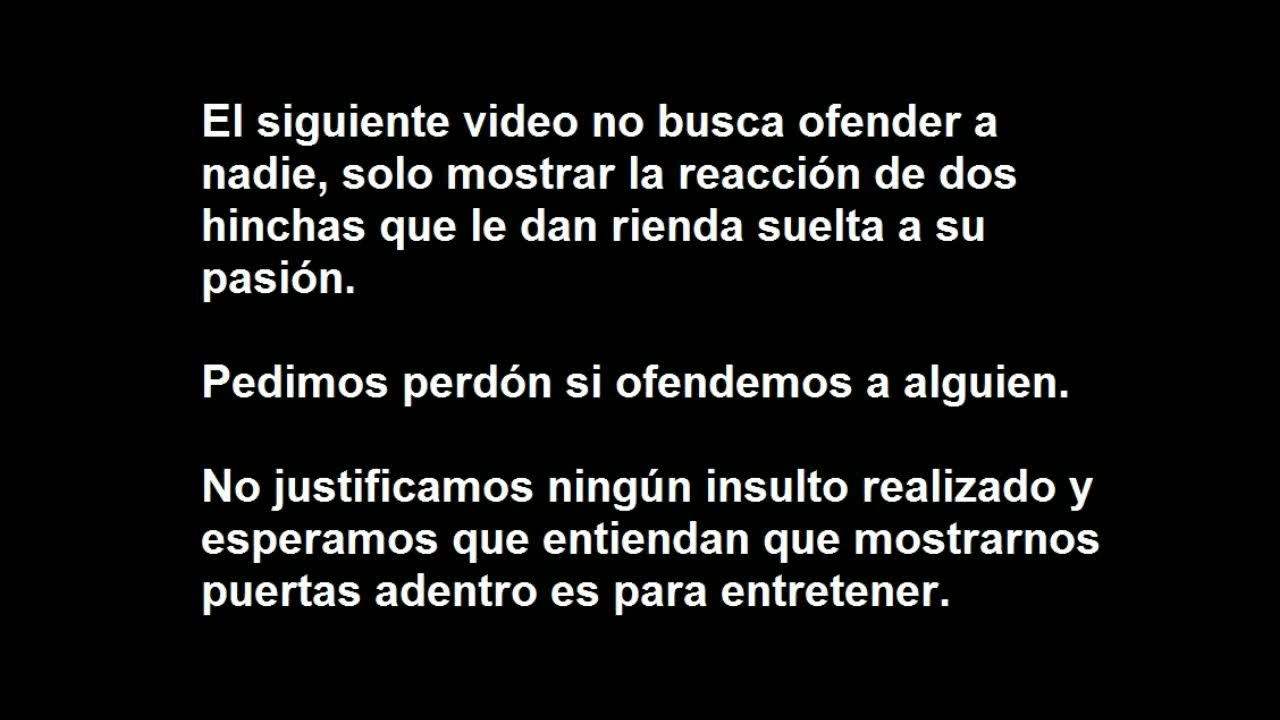 El siguiente video no busca ofender a
nadie, solo mostrar la reacción de dos
hinchas que le dan rienda suelta a su
pasión.
Pedimos perdón si ofendemos a alguien.
No justificamos ningún insulto realizado y
esperamos que entiendan que mostrarnos
puertas adentro es para entretener.